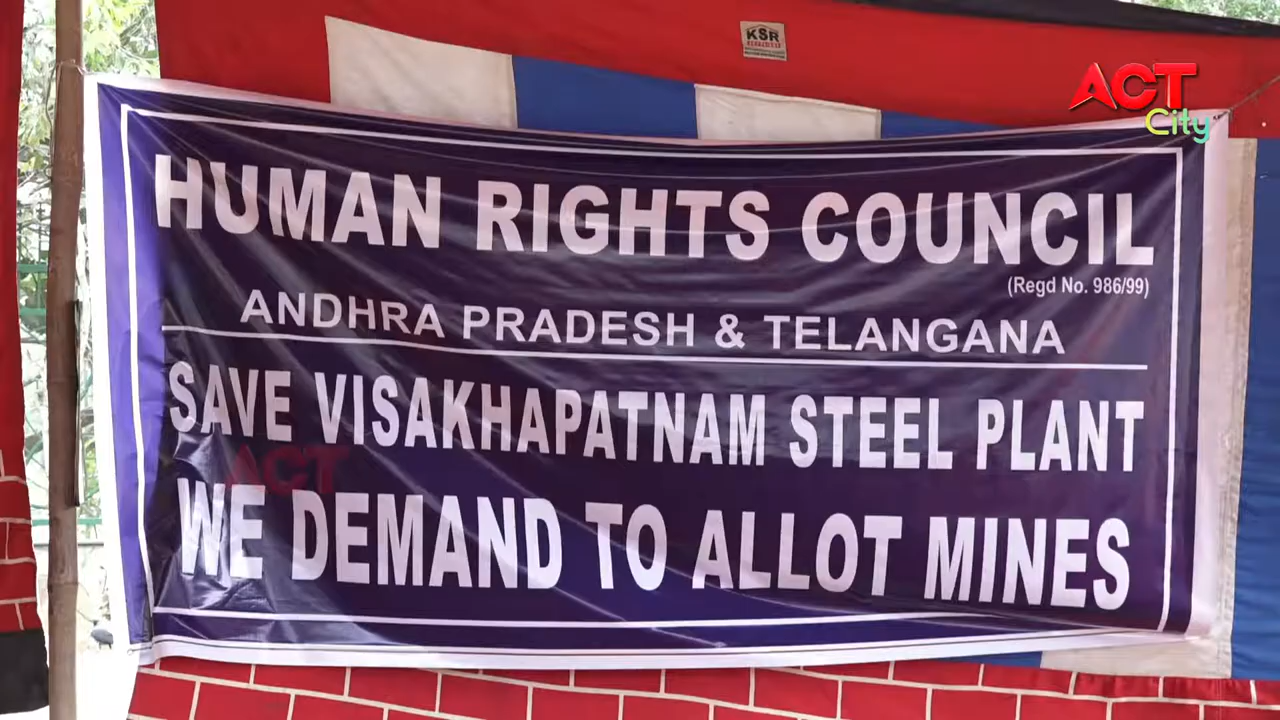 KSR
ACT
City
HUMAN RIGHTS COUNCIL
(Regd No. 986/99)
ANDHRA PRADESH & TELANGANA
SAVE VISAKHAPATNAM STEEL PLANT
ACT
WE DEMAND TO ALLOT MINES